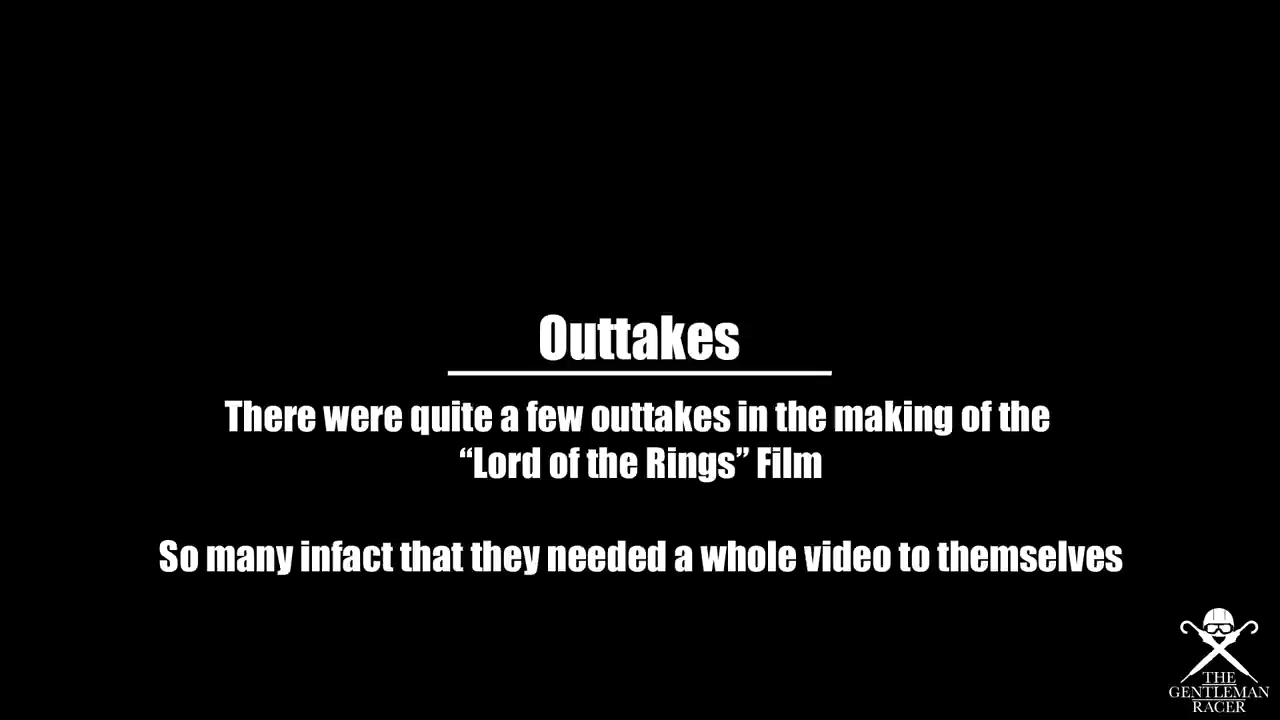 Outtakes
There were quite a few outtakes in the making of the
“Lord of the Rings” Film
So many infact that they needed a whole video to themselves
THE
GENTLEMAN
RACER